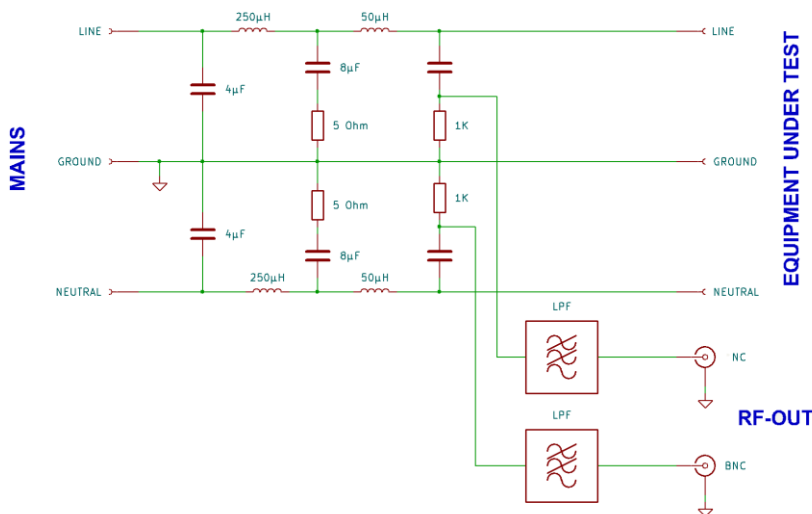 250µH
50µH
LINE
LINE
8µF
4µF
5 Ohm
1K
MAINS
GROUND
GROUND
EQUIPMENT UNDER TEST
5 Ohm
1K
4µF
8µF
250µH
50µH
NEUTRAL
NEUTRAL
LPF
NC
RF-OUT
LPF
BNC